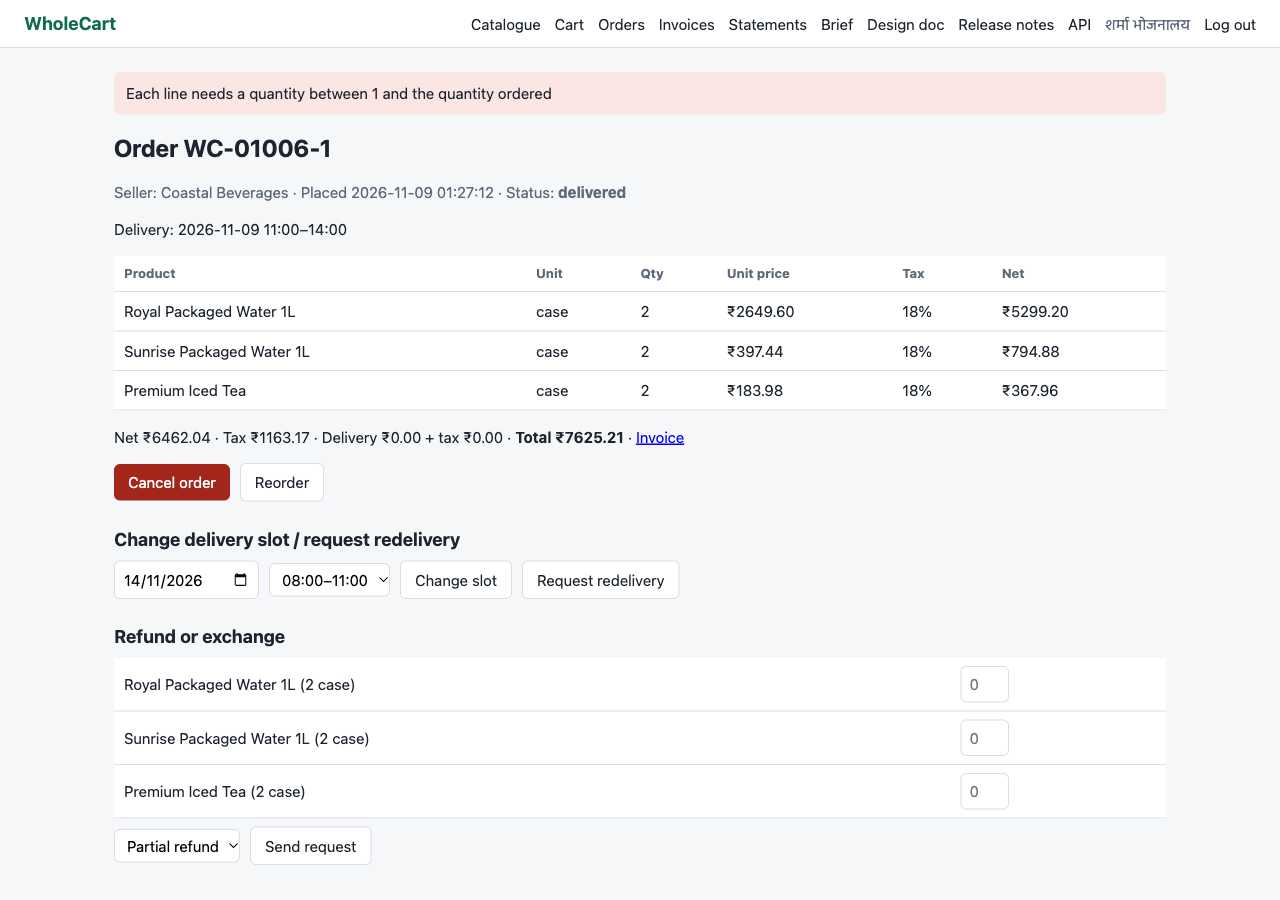 WholeCart Catalogue Cart Orders Invoices Statements Brief Design doc Release notes API शर्मा भोजनालय Log out
Each line needs a quantity between 1 and the quantity ordered
Order WC-01006-1
Seller: Coastal Beverages · Placed 2026-11-09 01:27:12 · Status: delivered
Delivery: 2026-11-09 11:00–14:00
Product Unit Qty Unit price Tax Net
Royal Packaged Water 1L case 2 ₹2649.60 18% ₹5299.20
Sunrise Packaged Water 1L case 2 ₹397.44 18% ₹794.88
Premium Iced Tea case 2 ₹183.98 18% ₹367.96
Net ₹6462.04 · Tax ₹1163.17 · Delivery ₹0.00 + tax ₹0.00 · Total ₹7625.21 · Invoice
Cancel order Reorder
Change delivery slot / request redelivery
14/11/2026 08:00–11:00 Change slot Request redelivery
Refund or exchange
Royal Packaged Water 1L (2 case) 0
Sunrise Packaged Water 1L (2 case) 0
Premium Iced Tea (2 case) 0
Partial refund Send request